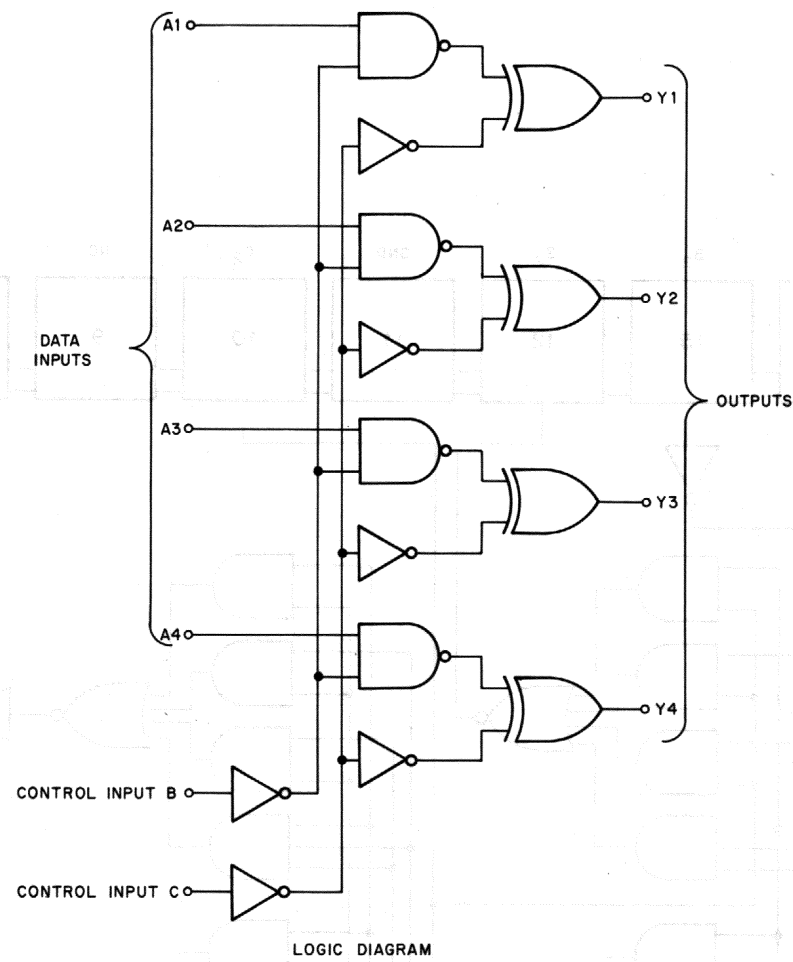 A1
Y1
A2
Y2
DATA
INPUTS
OUTPUTS
A3
Y3
A4
Y4
CONTROL INPUT B
CONTROL INPUT C
LOGIC DIAGRAM